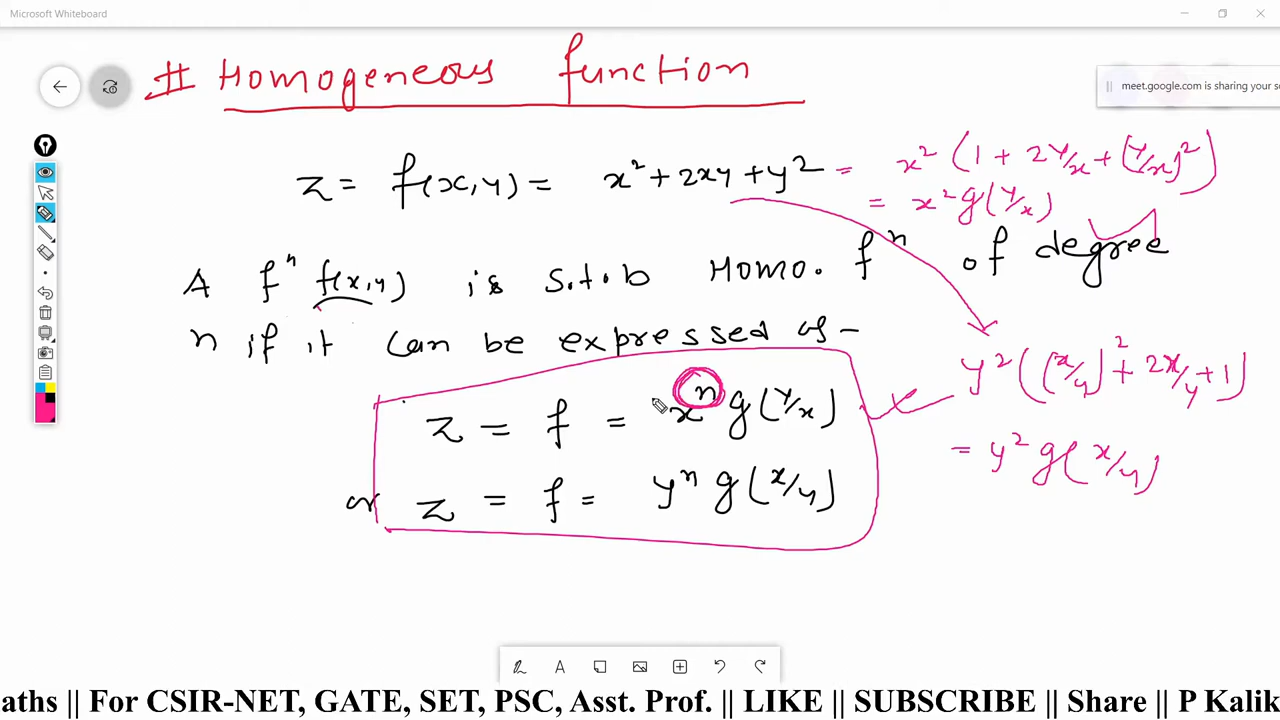 Microsoft Whiteboard
# Homogeneous function
meet.google.com is sharing your s
z = f(x,y) = x² + 2xy + y² = x² (1 + 2 y/x + (y/x)²)
= x² g(y/x)
A fⁿ f(x,y) is s.t.b Homo. fⁿ of degree
n if it can be expressed as -
y² ((x/y)² + 2x/y + 1)
z = f = xⁿ g(y/x)
= y² g(x/y)
or z = f = yⁿ g(x/y)
aths || For CSIR-NET, GATE, SET, PSC, Asst. Prof. || LIKE || SUBSCRIBE || Share || P Kalik